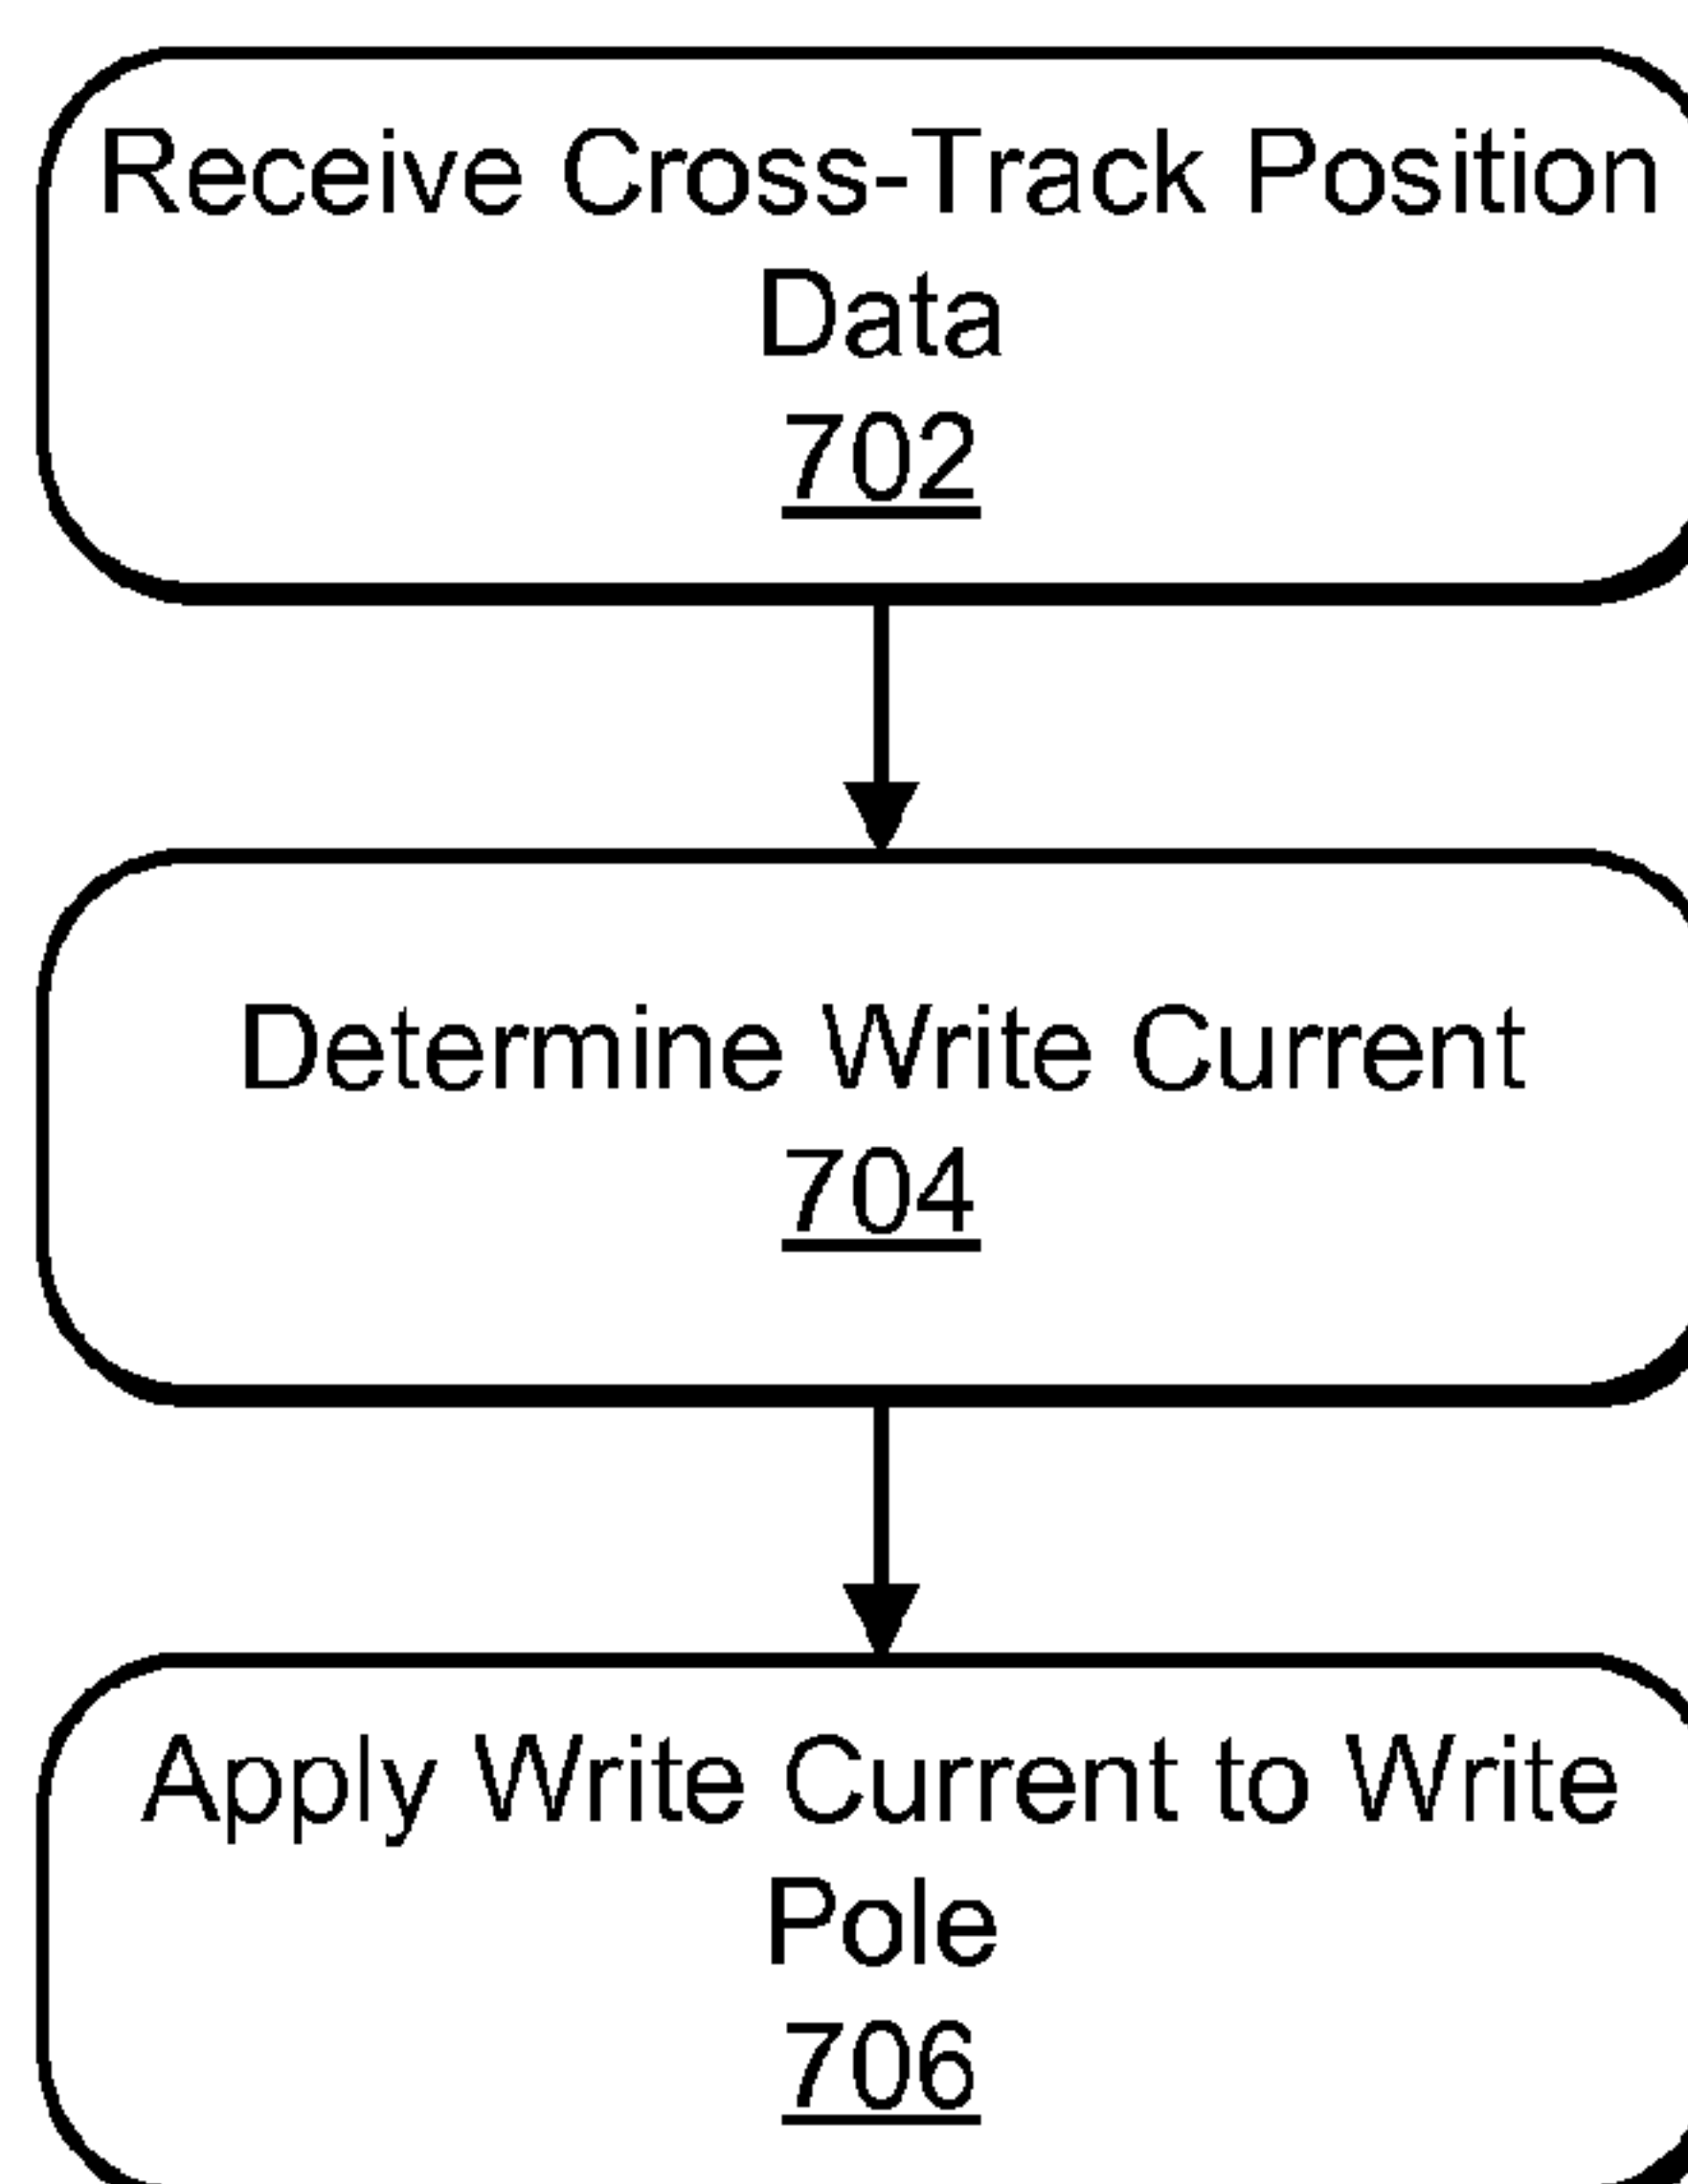 Receive Cross-Track Position
Data
702
Determine Write Current
704
Apply Write Current to Write
Pole
706